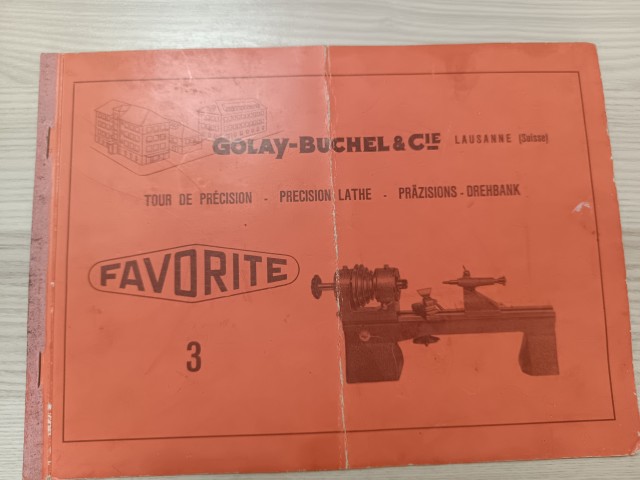 GOLAY-BUCHEL & CIE LAUSANNE (Suisse)
TOUR DE PRÉCISION - PRECISION LATHE - PRÄZISIONS-DREHBANK
FAVORITE
3